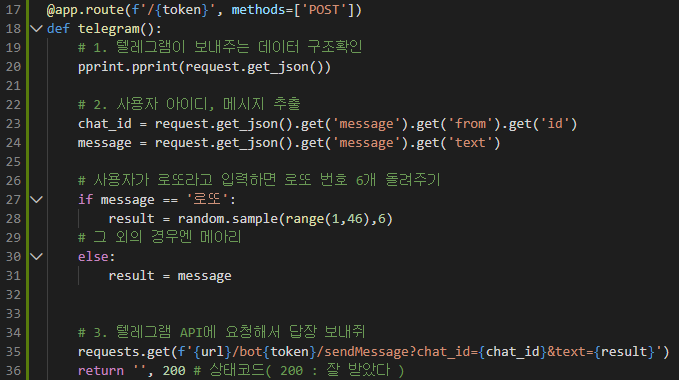 17 @app.route(f'/{token}', methods=['POST'])
18 def telegram():
19     # 1. 텔레그램이 보내주는 데이터 구조확인
20     pprint.pprint(request.get_json())
21
22     # 2. 사용자 아이디, 메시지 추출
23     chat_id = request.get_json().get('message').get('from').get('id')
24     message = request.get_json().get('message').get('text')
25
26     # 사용자가 로또라고 입력하면 로또 번호 6개 돌려주기
27     if message == '로또':
28         result = random.sample(range(1,46),6)
29     # 그 외의 경우엔 메아리
30     else:
31         result = message
32
33
34     # 3. 텔레그램 API에 요청해서 답장 보내줘
35     requests.get(f'{url}/bot{token}/sendMessage?chat_id={chat_id}&text={result}')
36     return '', 200 # 상태코드( 200 : 잘 받았다 )